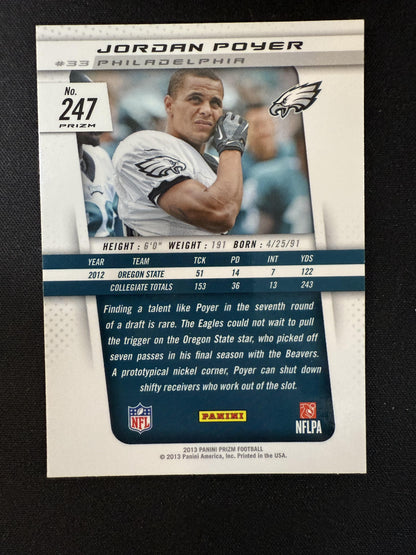 JORDAN POYER
#33 PHILADELPHIA
No.
247
PRIZM
HEIGHT : 6'0" WEIGHT : 191 BORN : 4/25/91
YEAR TEAM TCK PD INT YDS
2012 OREGON STATE 51 14 7 122
COLLEGIATE TOTALS 153 36 13 243
Finding a talent like Poyer in the seventh round
of a draft is rare. The Eagles could not wait to pull
the trigger on the Oregon State star, who picked off
seven passes in his final season with the Beavers.
A prototypical nickel corner, Poyer can shut down
shifty receivers who work out of the slot.
NFL
PANINI
NFLPA
2013 PANINI PRIZM FOOTBALL
© 2013 Panini America, Inc. Printed in the USA.